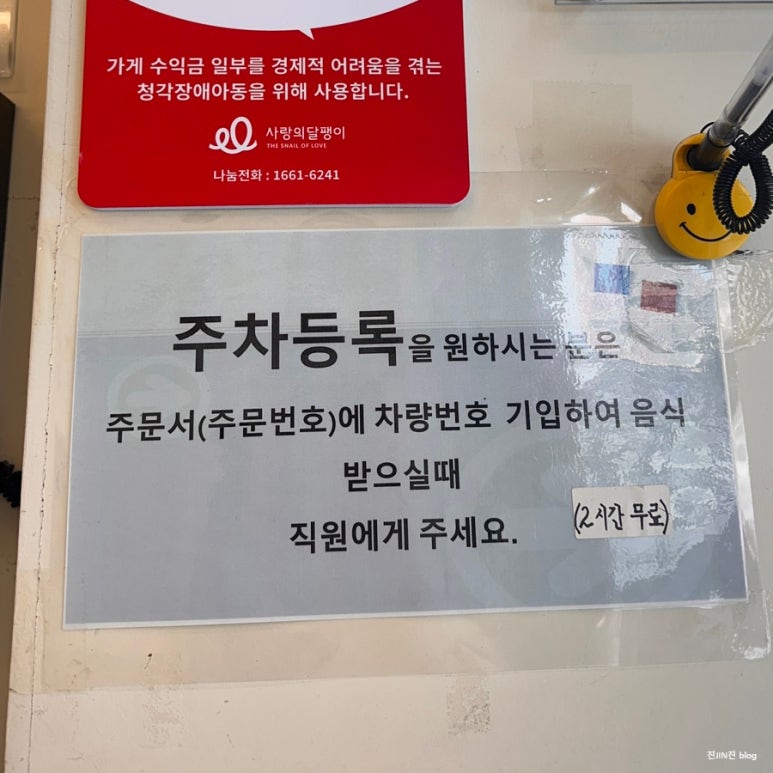 가게 수익금 일부를 경제적 어려움을 겪는
청각장애아동을 위해 사용합니다.
사랑의달팽이
THE SNAIL OF LOVE
나눔전화 : 1661-6241
주차등록을 원하시는 분은
주문서(주문번호)에 차량번호 기입하여 음식
받으실때
직원에게 주세요.
(2시간 무료)
진JIN진 blog